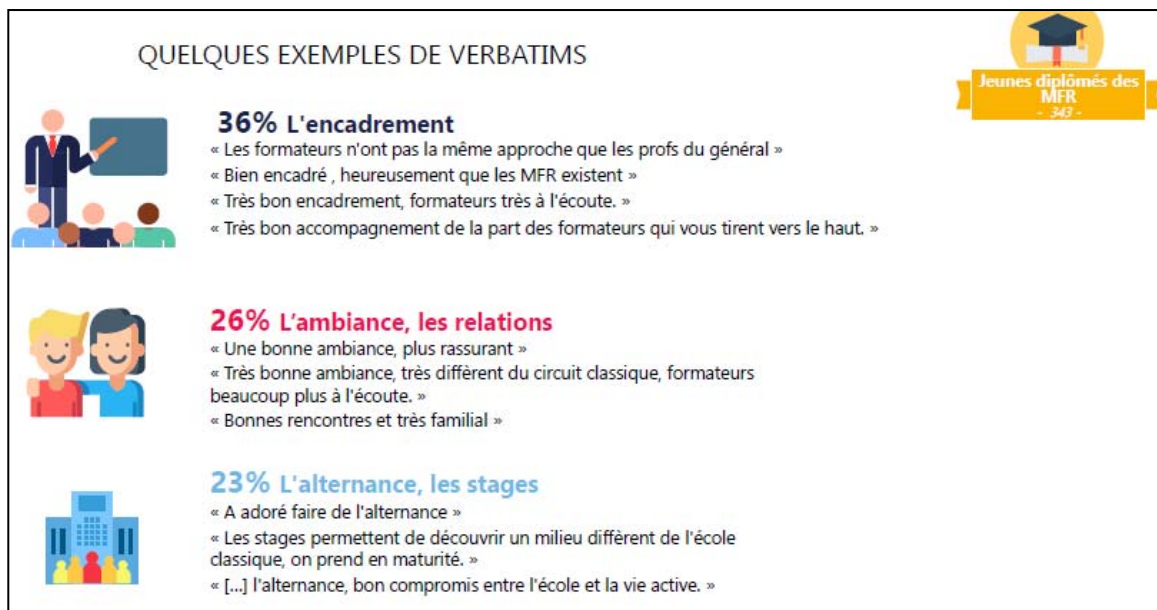 QUELQUES EXEMPLES DE VERBATIMS
Jeunes diplômés des
MFR
- 343 -
36% L'encadrement
« Les formateurs n'ont pas la même approche que les profs du général »
« Bien encadré , heureusement que les MFR existent »
« Très bon encadrement, formateurs très à l'écoute. »
« Très bon accompagnement de la part des formateurs qui vous tirent vers le haut. »
26% L’ambiance, les relations
« Une bonne ambiance, plus rassurant »
« Très bonne ambiance, très diffèrent du circuit classique, formateurs
beaucoup plus à l'écoute. »
« Bonnes rencontres et très familial »
23% L'alternance, les stages
« A adoré faire de l'alternance »
« Les stages permettent de découvrir un milieu diffèrent de l'école
classique, on prend en maturité. »
« [...] l'alternance, bon compromis entre l'école et la vie active. »